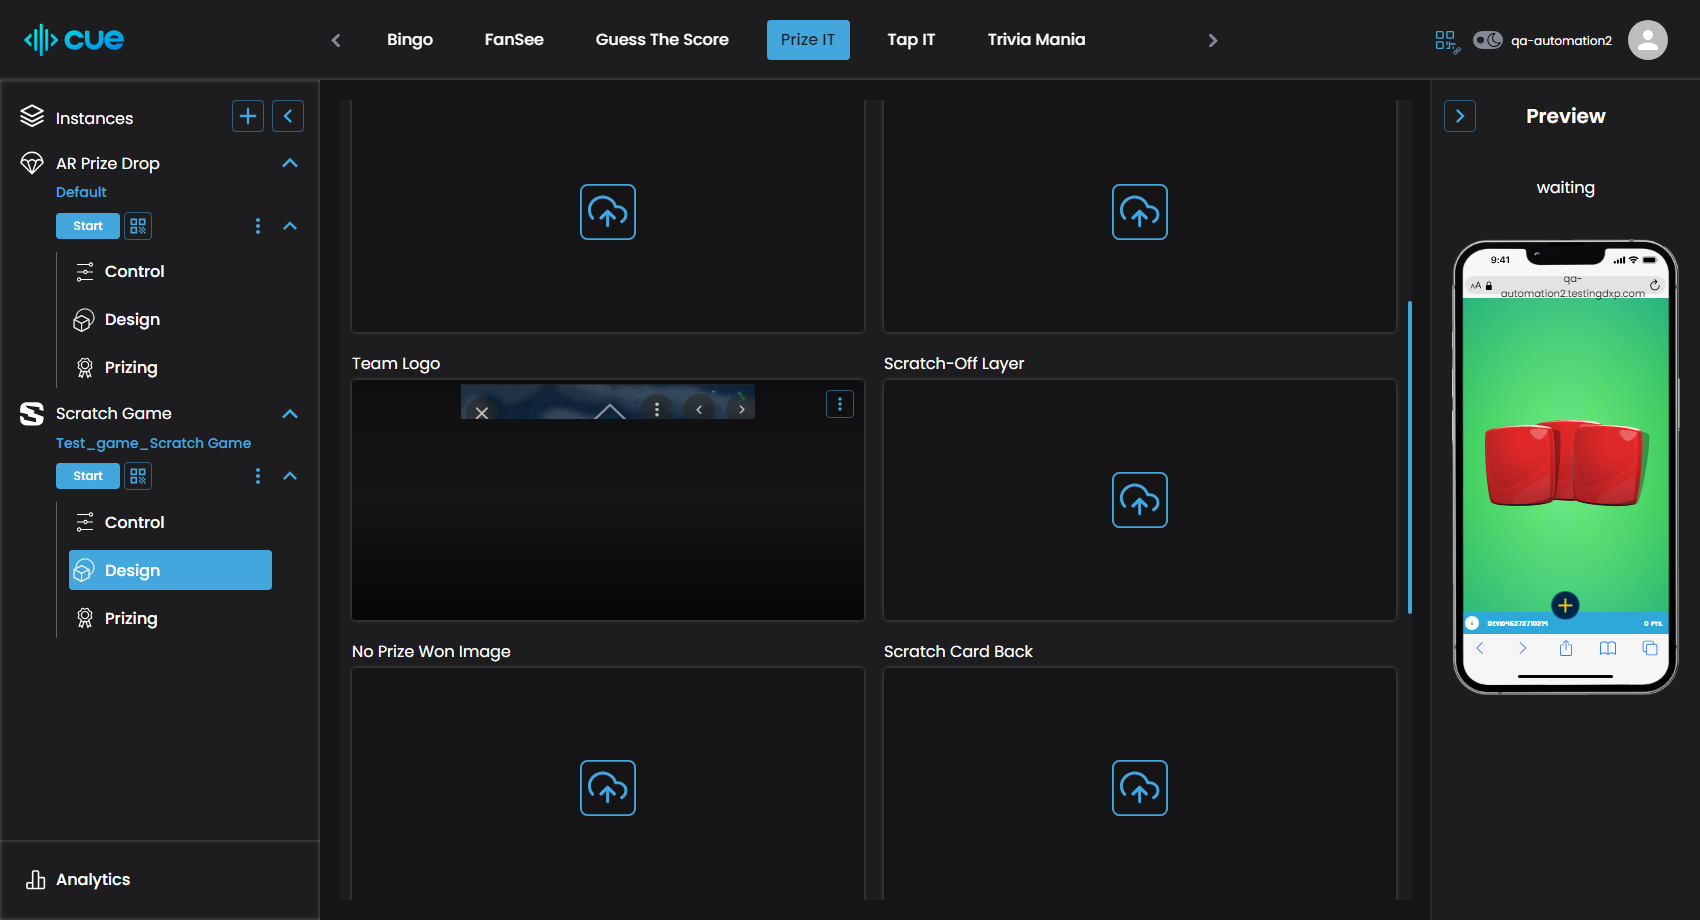 cue
Bingo
FanSee
Guess The Score
Prize IT
Tap IT
Trivia Mania
qa-automation2
Instances
AR Prize Drop
Default
Start
Control
Design
Prizing
Scratch Game
Test_game_Scratch Game
Start
Control
Design
Prizing
Analytics
Team Logo
Scratch-Off Layer
No Prize Won Image
Scratch Card Back
Preview
waiting
9:41
AA
qa-
automation2.testingdxp.com
0 PTS.